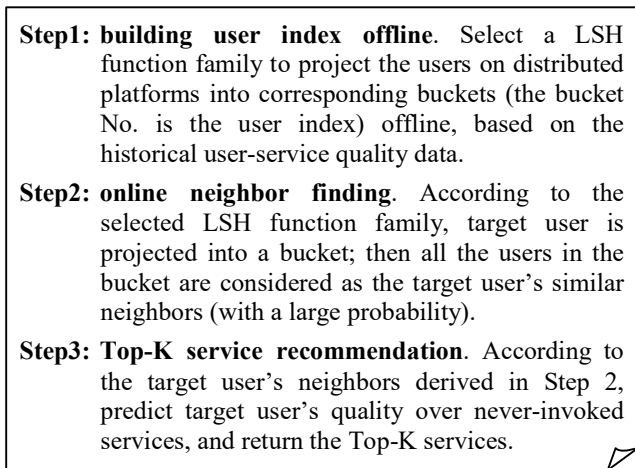 Step1: building user index offline. Select a LSH
function family to project the users on distributed
platforms into corresponding buckets (the bucket
No. is the user index) offline, based on the
historical user-service quality data.
Step2: online neighbor finding. According to the
selected LSH function family, target user is
projected into a bucket; then all the users in the
bucket are considered as the target user's similar
neighbors (with a large probability).
Step3: Top-K service recommendation. According to
the target user's neighbors derived in Step 2,
predict target user's quality over never-invoked
services, and return the Top-K services.